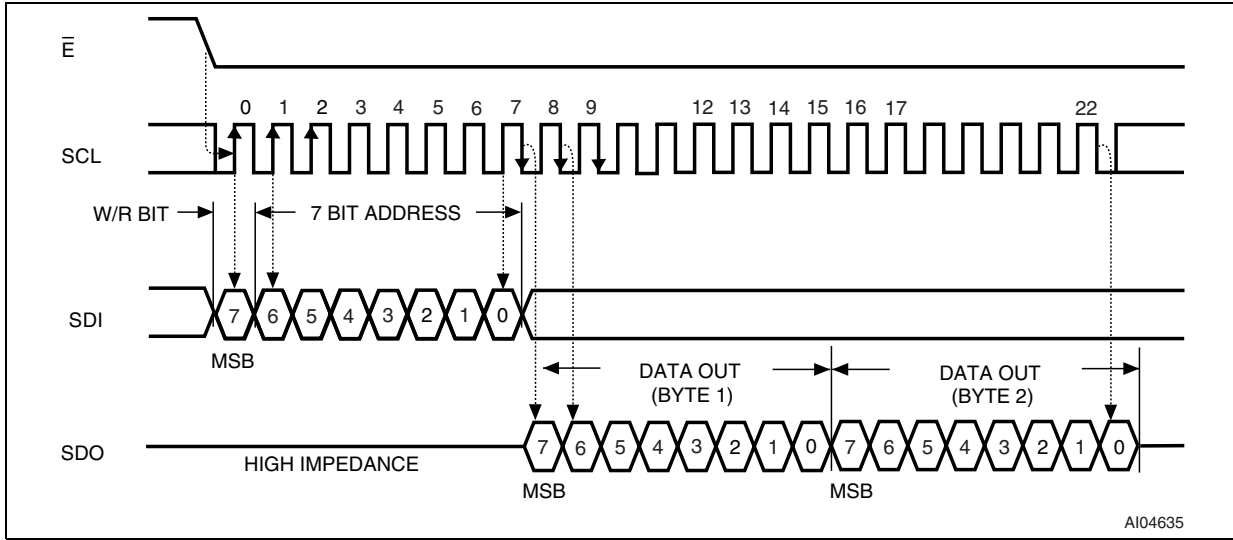 E̅
0 1 2 3 4 5 6 7 8 9 12 13 14 15 16 17 22
SCL
W/R BIT 7 BIT ADDRESS
SDI 7 6 5 4 3 2 1 0
MSB
DATA OUT (BYTE 1)
DATA OUT (BYTE 2)
SDO HIGH IMPEDANCE 7 6 5 4 3 2 1 0 7 6 5 4 3 2 1 0
MSB MSB
AI04635